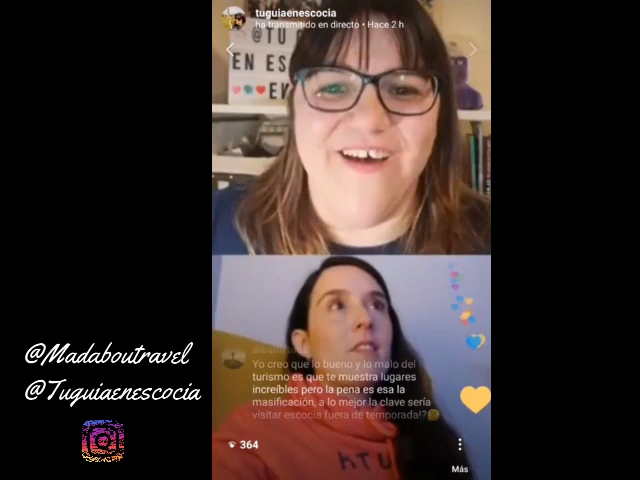 tuguiaenescocia
ha transmitido en directo • Hace 2 h
@TU
EN ES
EV
Yo creo que lo bueno y lo malo del
turismo es que te muestra lugares
increíbles pero la pena es esa la
masificación, a lo mejor la clave sería
visitar escocia fuera de temporada!?🤔
364
Más
@Madaboutravel
@Tuguiaenescocia